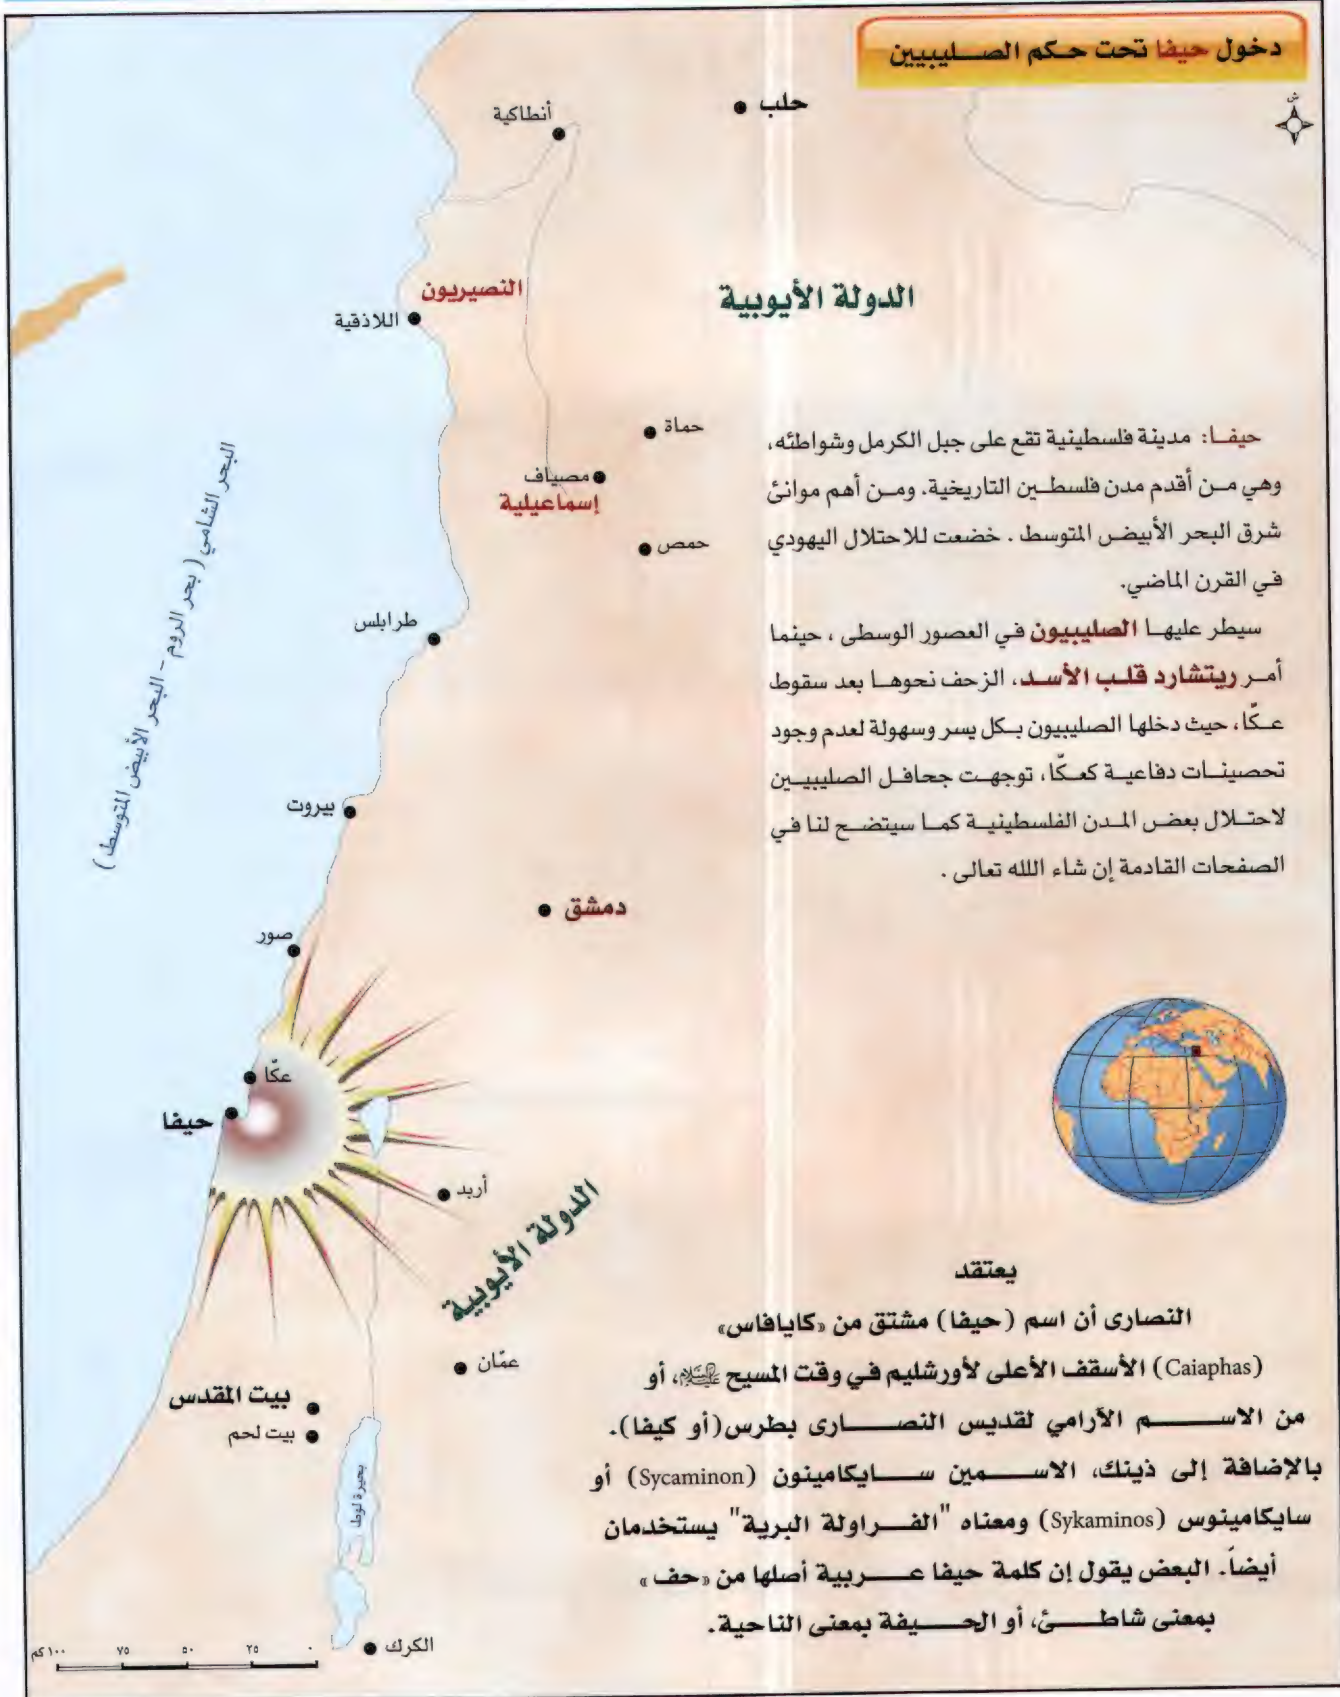 دخول حيفا تحت حكم الصليبيين
ش
حلب
أنطاكية
الدولة الأيوبية
النصيريون
اللاذقية
حماة
مصياف
إسماعيلية
حمص
البحر الشامي (بحر الروم - البحر الأبيض المتوسط)
طرابلس
بيروت
دمشق
صور
عكّا
حيفا
أربد
الدولة الأيوبية
عمّان
بيت المقدس
بيت لحم
بحيرة لوط
الكرك
٠ ٢٥ ٥٠ ٧٥ ١٠٠ كم
حيفا: مدينة فلسطينية تقع على جبل الكرمل وشواطئه،
وهي من أقدم مدن فلسطين التاريخية. ومن أهم موانئ
شرق البحر الأبيض المتوسط . خضعت للاحتلال اليهودي
في القرن الماضي.
سيطر عليها الصليبيون في العصور الوسطى ، حينما
أمر ريتشارد قلب الأسد، الزحف نحوها بعد سقوط
عكّا، حيث دخلها الصليبيون بكل يسر وسهولة لعدم وجود
تحصينات دفاعية كعكّا، توجهت جحافل الصليبيين
لاحتلال بعض المدن الفلسطينية كما سيتضح لنا في
الصفحات القادمة إن شاء الله تعالى .
يعتقد
النصارى أن اسم (حيفا) مشتق من «كايافاس»
(Caiaphas) الأسقف الأعلى لأورشليم في وقت المسيح عليه السلام، أو
من الاسم الآرامي لقديس النصارى بطرس(أو كيفا).
بالإضافة إلى ذينك، الاسمين سايكامينون (Sycaminon) أو
سايكامينوس (Sykaminos) ومعناه "الفراولة البرية" يستخدمان
أيضاً. البعض يقول إن كلمة حيفا عربية أصلها من «حف»
بمعنى شاطئ، أو الحيفة بمعنى الناحية.